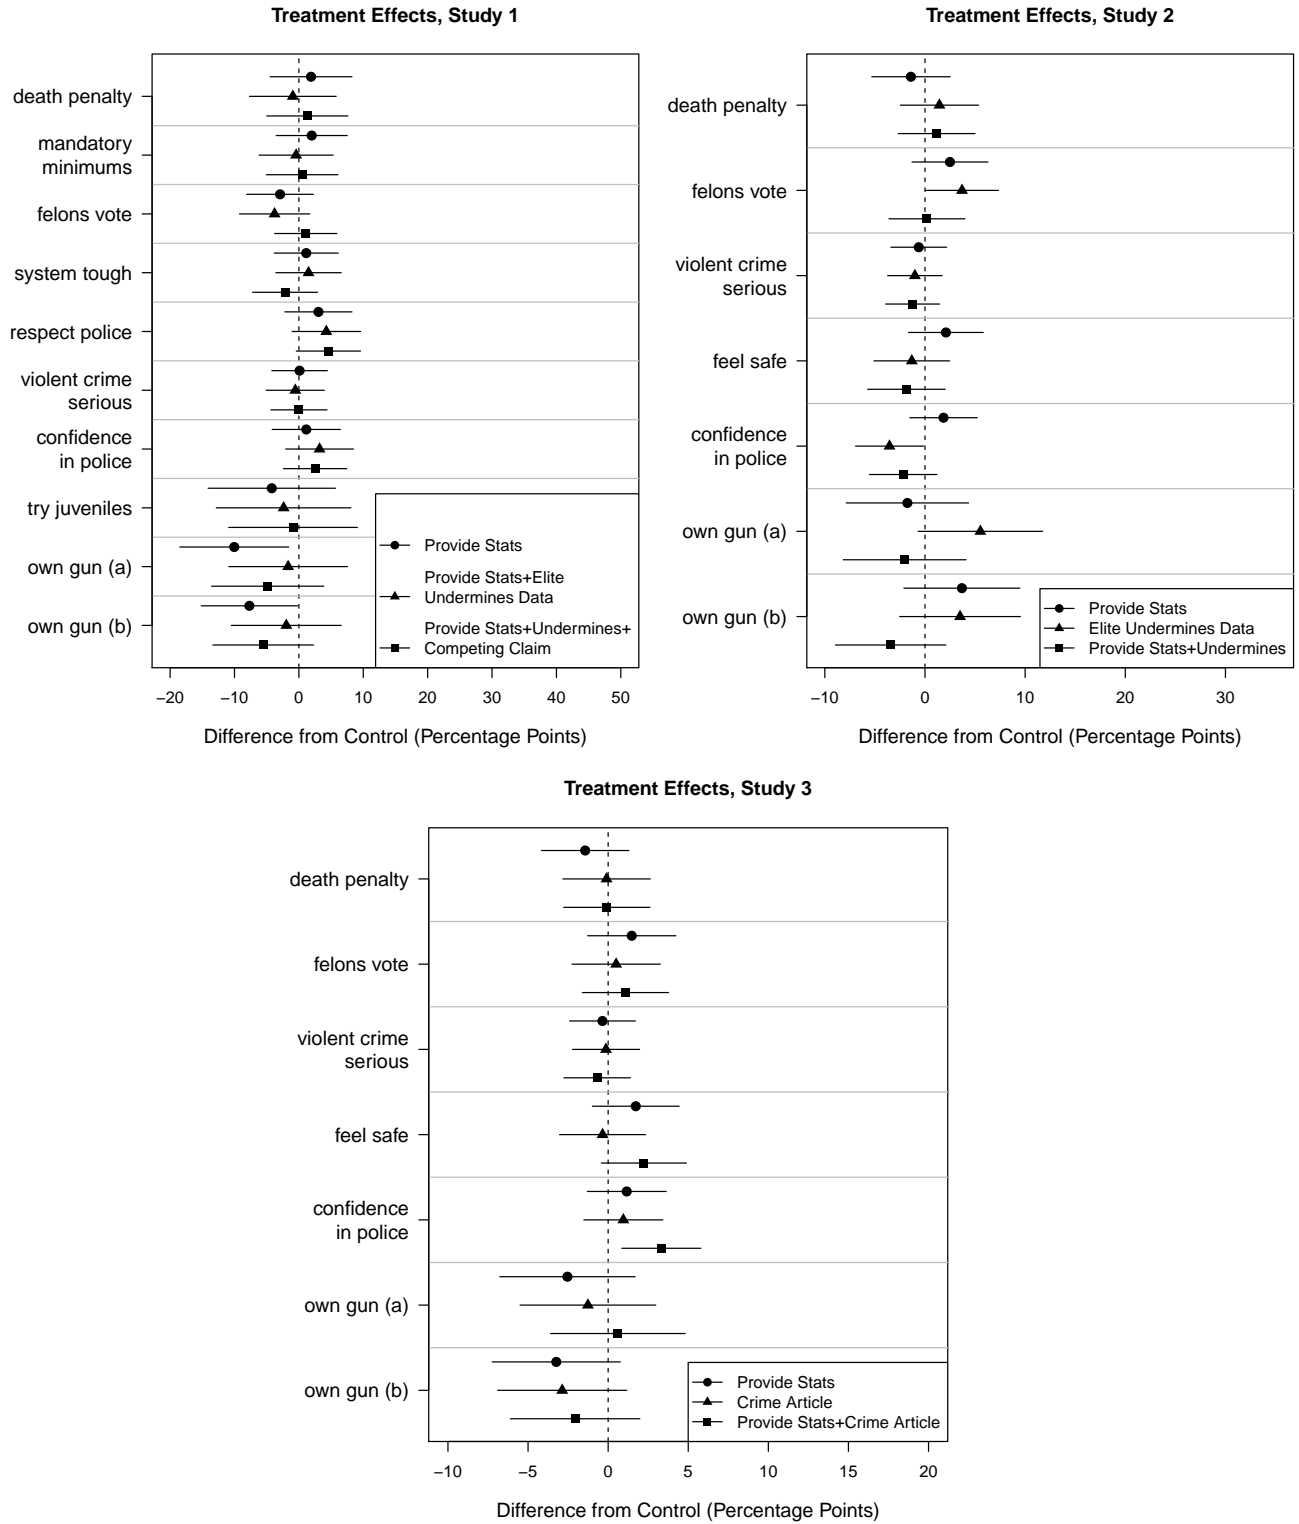 Treatment Effects, Study 1
death penalty
mandatory
minimums
felons vote
system tough
respect police
violent crime
serious
confidence
in police
try juveniles
own gun (a)
own gun (b)
Provide Stats
Provide Stats+Elite
Undermines Data
Provide Stats+Undermines+
Competing Claim
−20 −10 0 10 20 30 40 50
Difference from Control (Percentage Points)
Treatment Effects, Study 2
death penalty
felons vote
violent crime
serious
feel safe
confidence
in police
own gun (a)
own gun (b)
Provide Stats
Elite Undermines Data
Provide Stats+Undermines
−10 0 10 20 30
Difference from Control (Percentage Points)
Treatment Effects, Study 3
death penalty
felons vote
violent crime
serious
feel safe
confidence
in police
own gun (a)
own gun (b)
Provide Stats
Crime Article
Provide Stats+Crime Article
−10 −5 0 5 10 15 20
Difference from Control (Percentage Points)